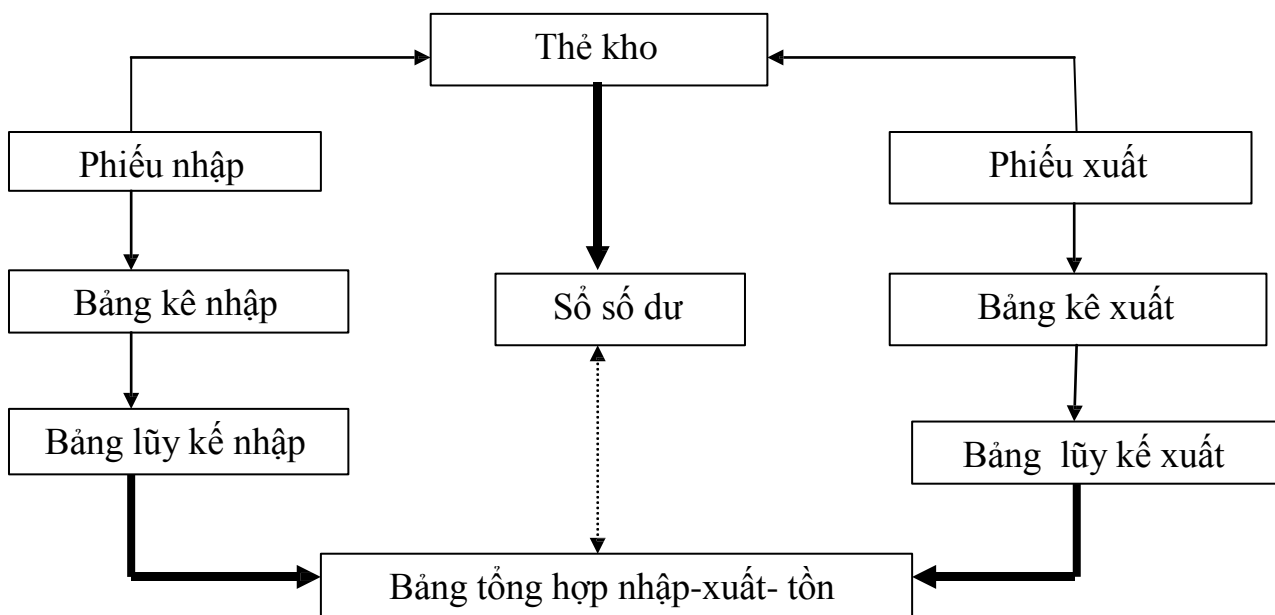 Thẻ kho
Phiếu nhập
Phiếu xuất
Bảng kê nhập
Sổ số dư
Bảng kê xuất
Bảng lũy kế nhập
Bảng lũy kế xuất
Bảng tổng hợp nhập-xuất- tồn